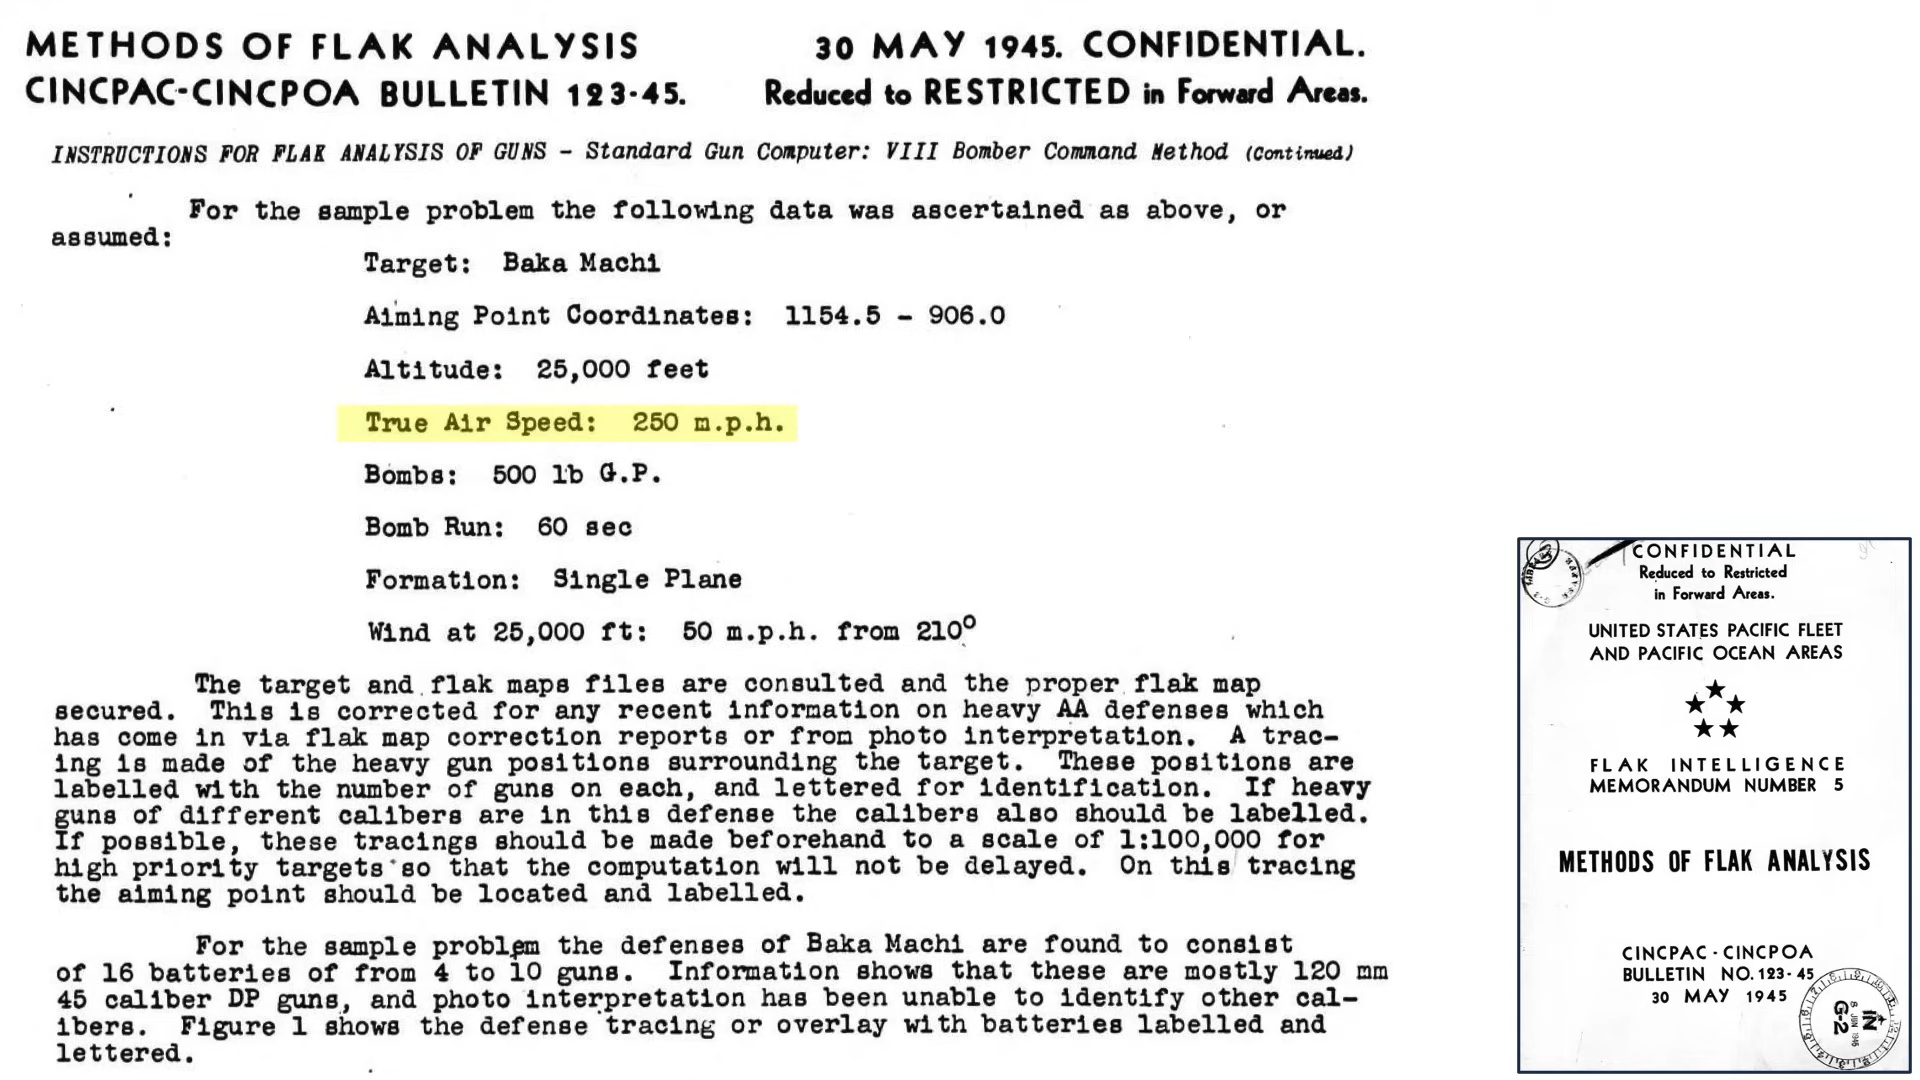 METHODS OF FLAK ANALYSIS 30 MAY 1945. CONFIDENTIAL.
CINCPAC-CINCPOA BULLETIN 123-45. Reduced to RESTRICTED in Forward Areas.
INSTRUCTIONS FOR FLAK ANALYSIS OF GUNS - Standard Gun Computer: VIII Bomber Command Method (Continued)
For the sample problem the following data was ascertained as above, or
assumed:
Target: Baka Machi
Aiming Point Coordinates: 1154.5 - 906.0
Altitude: 25,000 feet
True Air Speed: 250 m.p.h.
Bombs: 500 lb G.P.
Bomb Run: 60 sec
Formation: Single Plane
Wind at 25,000 ft: 50 m.p.h. from 210°
The target and flak maps files are consulted and the proper flak map
secured. This is corrected for any recent information on heavy AA defenses which
has come in via flak map correction reports or from photo interpretation. A trac-
ing is made of the heavy gun positions surrounding the target. These positions are
labelled with the number of guns on each, and lettered for identification. If heavy
guns of different calibers are in this defense the calibers also should be labelled.
If possible, these tracings should be made beforehand to a scale of 1:100,000 for
high priority targets so that the computation will not be delayed. On this tracing
the aiming point should be located and labelled.
For the sample problem the defenses of Baka Machi are found to consist
of 16 batteries of from 4 to 10 guns. Information shows that these are mostly 120 mm
45 caliber DP guns, and photo interpretation has been unable to identify other cal-
ibers. Figure 1 shows the defense tracing or overlay with batteries labelled and
lettered.
CONFIDENTIAL
Reduced to Restricted
in Forward Areas.
UNITED STATES PACIFIC FLEET
AND PACIFIC OCEAN AREAS
FLAK INTELLIGENCE
MEMORANDUM NUMBER 5
METHODS OF FLAK ANALYSIS
CINCPAC - CINCPOA
BULLETIN NO. 123-45
30 MAY 1945
IN
G-2